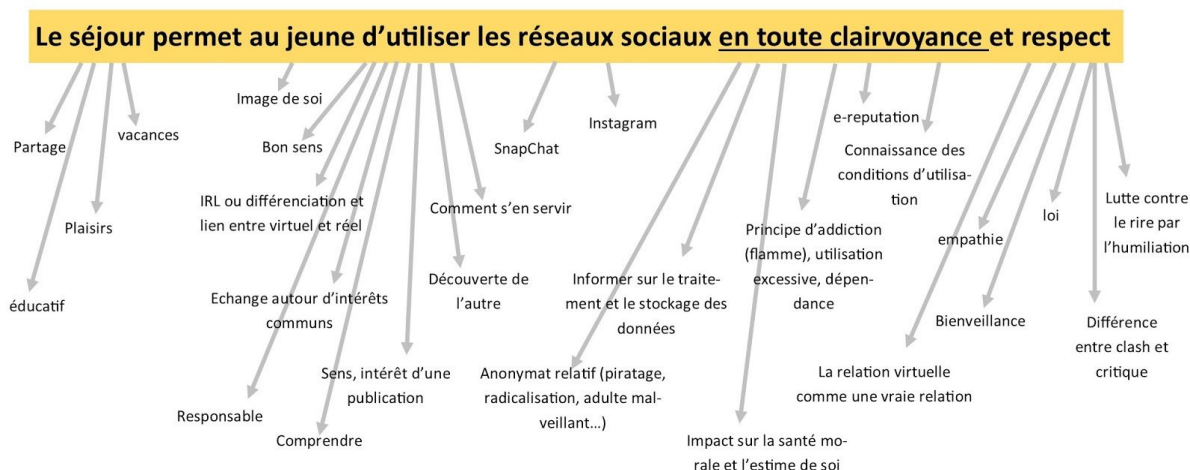 Le séjour permet au jeune d’utiliser les réseaux sociaux en toute clairvoyance et respect
Partage
vacances
Plaisirs
éducatif
Image de soi
Bon sens
IRL ou différenciation et
lien entre virtuel et réel
Echange autour d’intérêts
communs
Responsable
Comprendre
Sens, intérêt d’une
publication
Comment s’en servir
Découverte de
l’autre
SnapChat
Instagram
Informer sur le traite-
ment et le stockage des
données
Anonymat relatif (piratage,
radicalisation, adulte mal-
veillant...)
Impact sur la santé mo-
rale et l’estime de soi
Principe d’addiction
(flamme), utilisation
excessive, dépen-
dance
e-reputation
Connaissance des
conditions d’utilisa-
tion
La relation virtuelle
comme une vraie relation
empathie
Bienveillance
loi
Différence
entre clash et
critique
Lutte contre
le rire par
l’humiliation